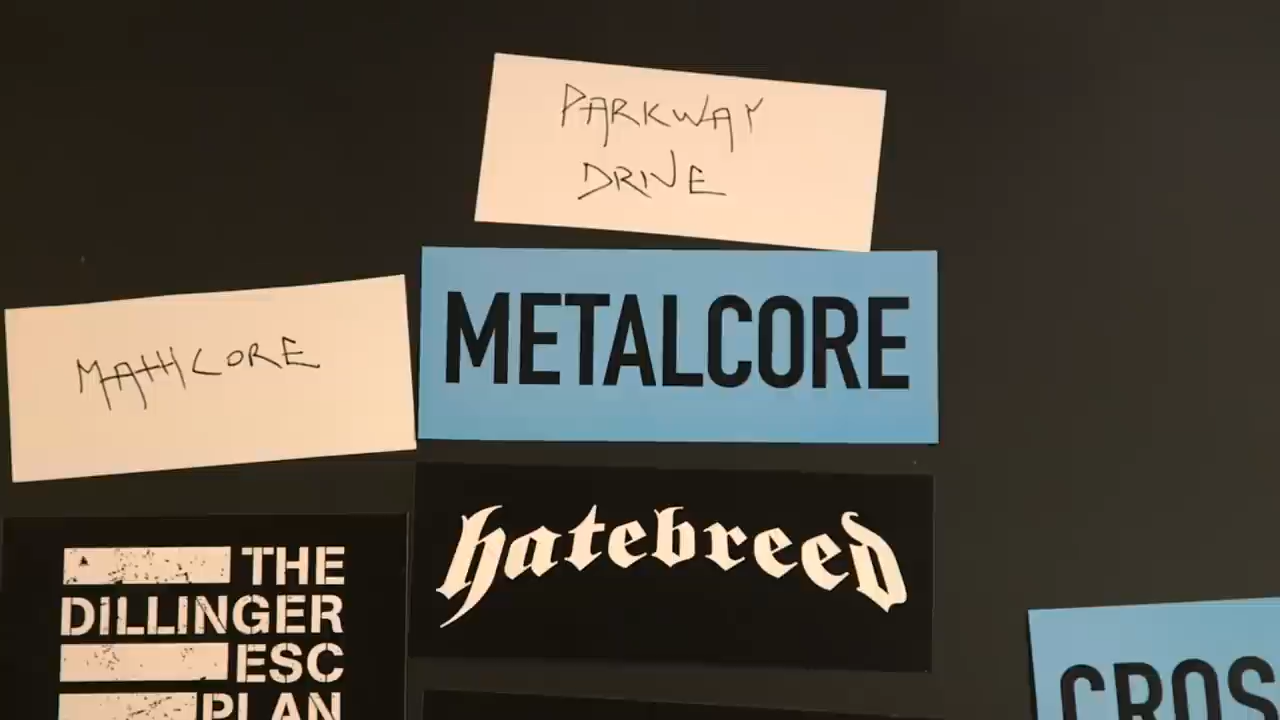 PARKWAY
DRIVE
METALCORE
MATHCORE
hatebreed
THE
DILLINGER
ESC
PLAN
CROS